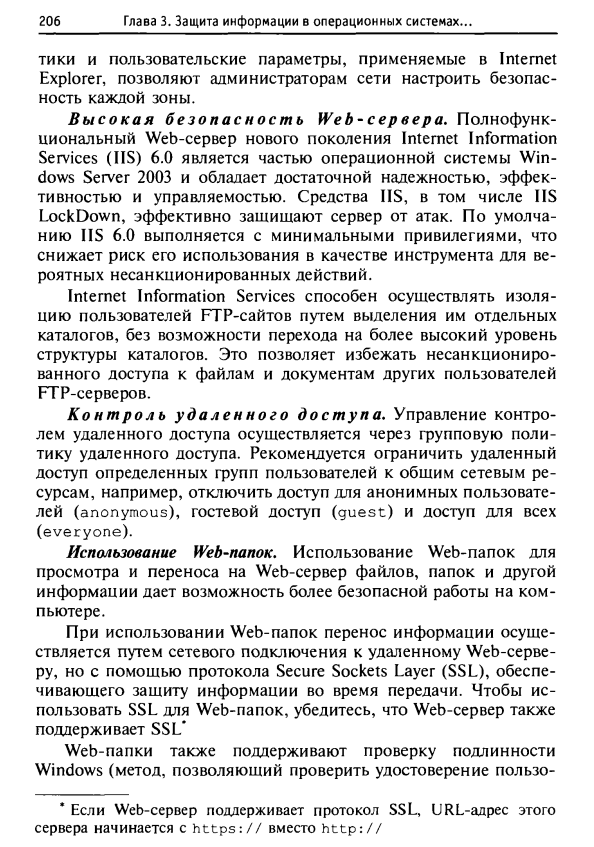 206 Глава 3. Защита информации в операционных системах...
тики и пользовательские параметры, применяемые в Internet
Explorer, позволяют администраторам сети настроить безопас-
ность каждой зоны.
Высокая безопасность Web-сервера. Полнофунк-
циональный Web-сервер нового поколения Internet Information
Services (IIS) 6.0 является частью операционной системы Win-
dows Server 2003 и обладает достаточной надежностью, эффек-
тивностью и управляемостью. Средства IIS, в том числе IIS
LockDown, эффективно защищают сервер от атак. По умолча-
нию IIS 6.0 выполняется с минимальными привилегиями, что
снижает риск его использования в качестве инструмента для ве-
роятных несанкционированных действий.
Internet Information Services способен осуществлять изоля-
цию пользователей FTP-сайтов путем выделения им отдельных
каталогов, без возможности перехода на более высокий уровень
структуры каталогов. Это позволяет избежать несанкциониро-
ванного доступа к файлам и документам других пользователей
FTP-серверов.
Контроль удаленного доступа. Управление контро-
лем удаленного доступа осуществляется через групповую поли-
тику удаленного доступа. Рекомендуется ограничить удаленный
доступ определенных групп пользователей к общим сетевым ре-
сурсам, например, отключить доступ для анонимных пользовате-
лей (anonymous), гостевой доступ (guest) и доступ для всех
(everyone).
Использование Web-папок. Использование Web-папок для
просмотра и переноса на Web-сервер файлов, папок и другой
информации дает возможность более безопасной работы на ком-
пьютере.
При использовании Web-папок перенос информации осуще-
ствляется путем сетевого подключения к удаленному Web-серве-
ру, но с помощью протокола Secure Sockets Layer (SSL), обеспе-
чивающего защиту информации во время передачи. Чтобы ис-
пользовать SSL для Web-папок, убедитесь, что Web-сервер также
поддерживает SSL*
Web-папки также поддерживают проверку подлинности
Windows (метод, позволяющий проверить удостоверение пользо-
* Если Web-сервер поддерживает протокол SSL, URL-адрес этого
сервера начинается с https:// вместо http://